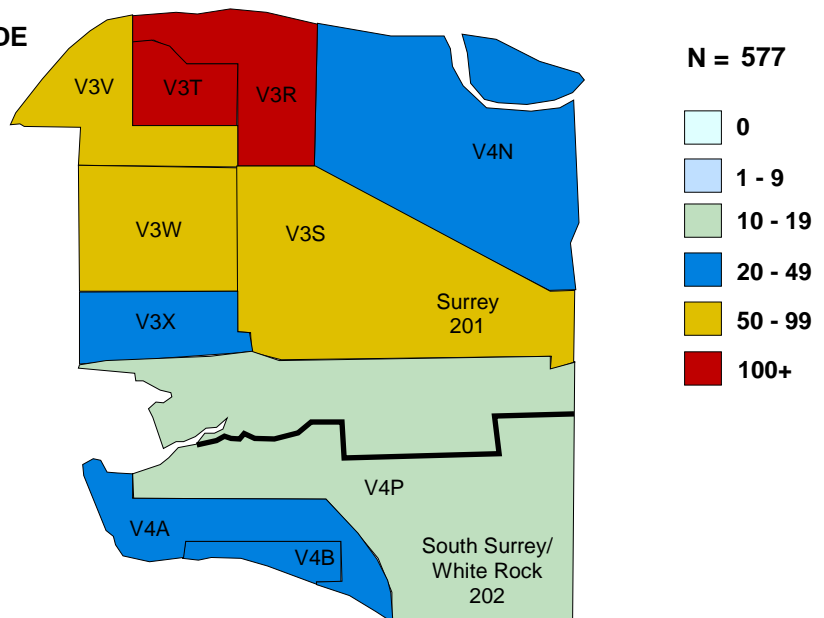 DE
N = 577
0
1 - 9
10 - 19
20 - 49
50 - 99
100+
V3V
V3T
V3R
V4N
V3W
V3S
V3X
Surrey
201
V4P
V4A
V4B
South Surrey/
White Rock
202